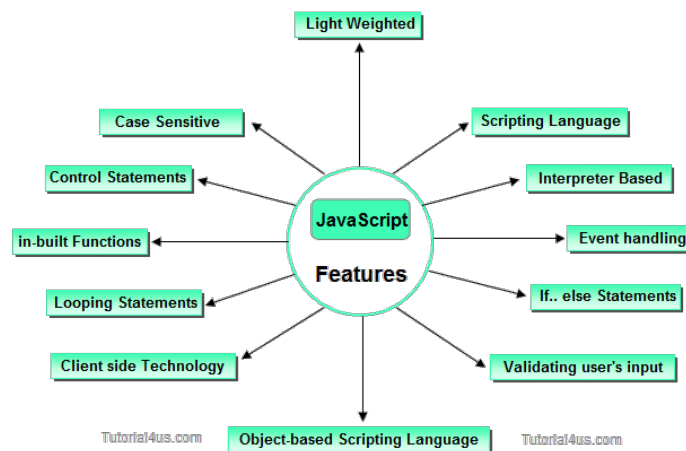 Light Weighted
Case Sensitive
Scripting Language
Control Statements
Interpreter Based
JavaScript
in-built Functions
Event handling
Features
Looping Statements
If.. else Statements
Client side Technology
Validating user's input
Tutorial4us.com
Object-based Scripting Language
Tutorial4us.com